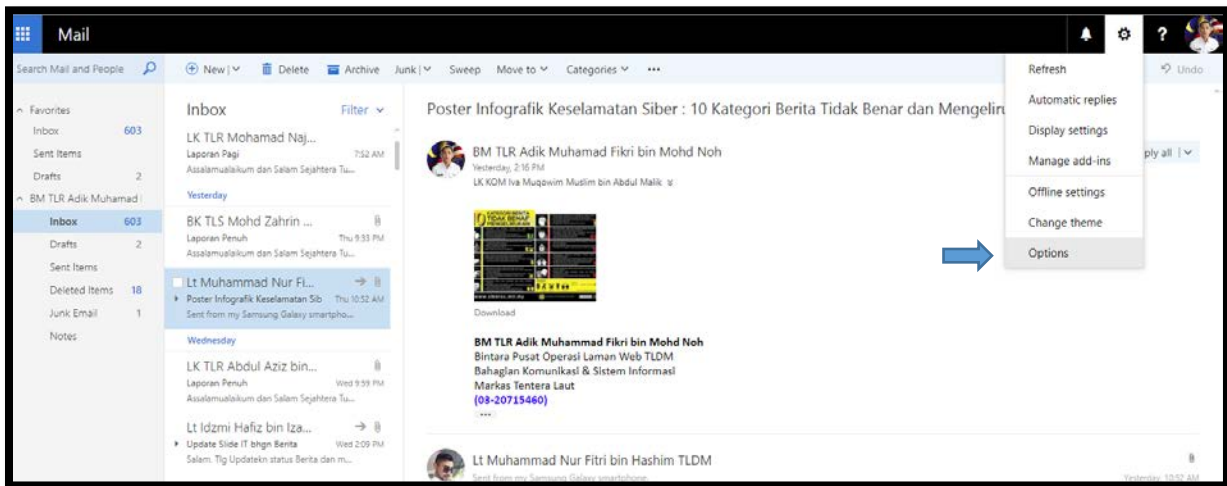 Mail
?
Search Mail and People
New
Delete
Archive
Junk
Sweep
Move to
Categories
•••
Undo
Refresh
Automatic replies
Display settings
Manage add-ins
Offline settings
Change theme
Options
Favorites
Inbox 603
Sent Items
Drafts 2
BM TLR Adik Muhamad
Inbox 603
Drafts 2
Sent Items
Deleted Items 18
Junk Email 1
Notes
Inbox Filter
LK TLR Mohamad Naj...
Laporan Pagi 7:52 AM
Assalamualaikum dan Salam Sejahtera Tu...
Yesterday
BK TLS Mohd Zahrin ...
Laporan Penuh Thu 9:33 PM
Assalamualaikum dan Salam Sejahtera Tu...
Lt Muhammad Nur Fi...
Poster Infografik Keselamatan Sib Thu 10:52 AM
Sent from my Samsung Galaxy smartpho...
Wednesday
LK TLR Abdul Aziz bin...
Laporan Penuh Wed 9:59 PM
Assalamualaikum dan Salam Sejahtera Tu...
Lt Idzmi Hafiz bin Iza...
Update Slide IT bhgn Berita Wed 2:09 PM
Salam. Tlg Updatekn status Berita dan m...
Poster Infografik Keselamatan Siber : 10 Kategori Berita Tidak Benar dan Mengeliru
BM TLR Adik Muhamad Fikri bin Mohd Noh
Yesterday, 2:16 PM
LK KOM Iva Muqowim Muslim bin Abdul Malik
ply all
Download
BM TLR Adik Muhammad Fikri bin Mohd Noh
Bintara Pusat Operasi Laman Web TLDM
Bahagian Komunikasi & Sistem Informasi
Markas Tentera Laut
(03-20715460)
•••
Lt Muhammad Nur Fitri bin Hashim TLDM
Sent from my Samsung Galaxy smartphone.
Yesterday, 10:52 AM